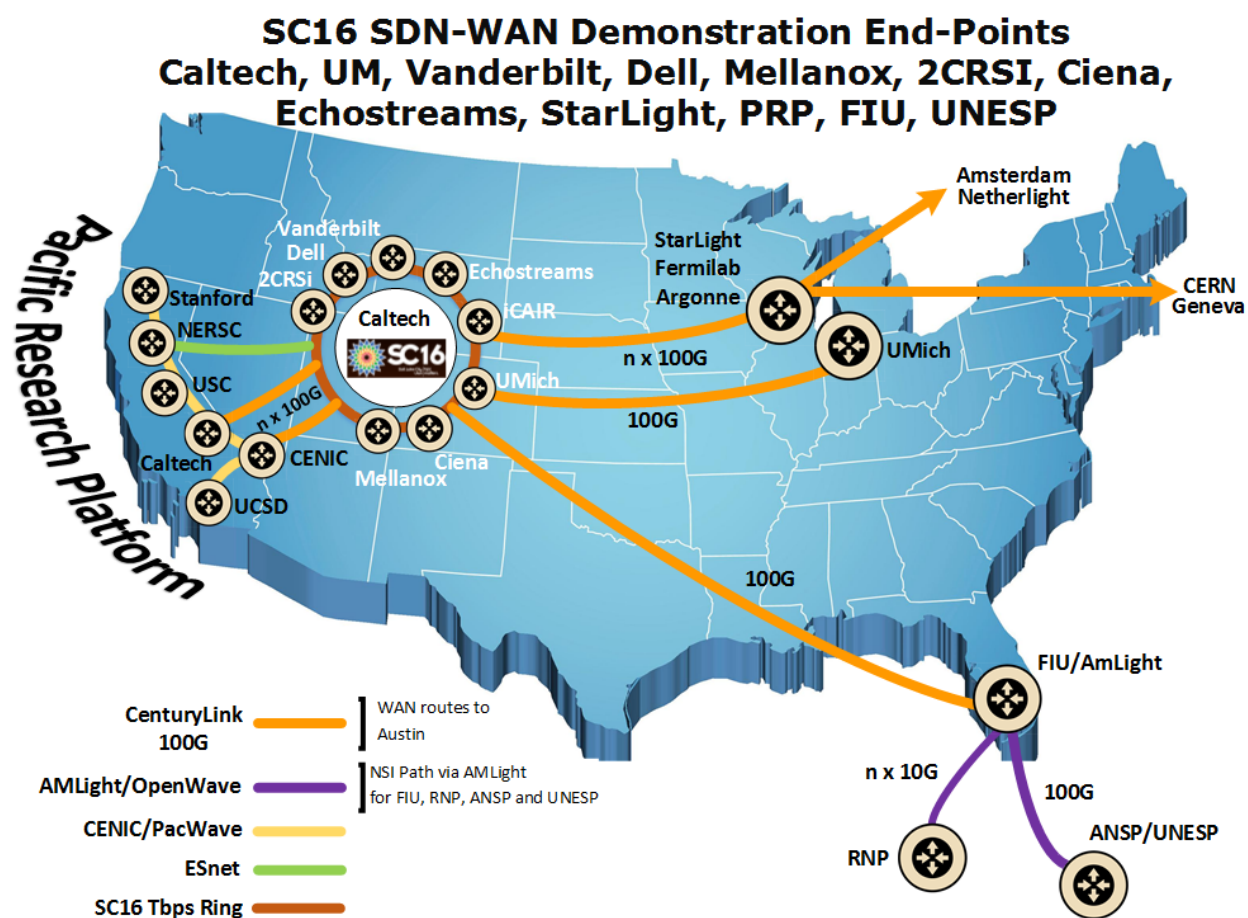 SC16 SDN-WAN Demonstration End-Points
Caltech, UM, Vanderbilt, Dell, Mellanox, 2CRSI, Ciena,
Echostreams, StarLight, PRP, FIU, UNESP
Amsterdam
Netherlight
CERN
Geneva
Pacific Research Platform
Vanderbilt
Dell
2CRSi
Echostreams
iCAIR
StarLight
Fermilab
Argonne
Stanford
NERSC
USC
Caltech
CENIC
UCSD
n x 100G
Caltech
SC16
UMich
Ciena
Mellanox
n x 100G
100G
UMich
100G
FIU/AmLight
n x 10G
100G
RNP
ANSP/UNESP
CenturyLink
100G
WAN routes to
Austin
AMLight/OpenWave
NSI Path via AMLight
for FIU, RNP, ANSP and UNESP
CENIC/PacWave
ESnet
SC16 Tbps Ring